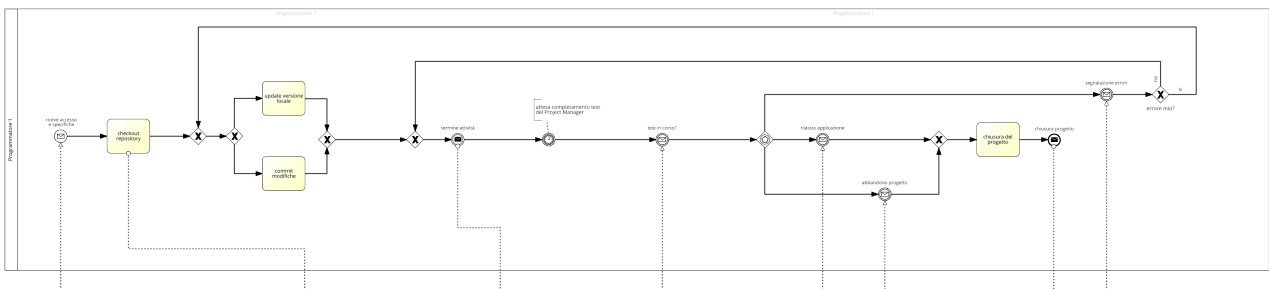 Programmatore 1
Programmatore 1
Programmatore 1
riceve accesso
e specifiche
checkout
repository
update versione
locale
commit
modifiche
termine attività
attesa completamento test
del Project Manager
test in corso!
rilascio applicazione
abbandono progetto
chiusura del
progetto
chiusura progetto
segnalazione errori
no
si
errore mio?